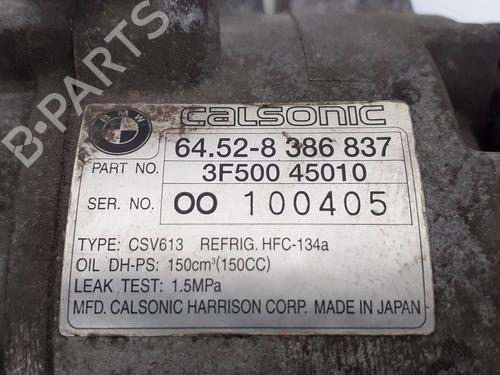 BMW
CALSONIC
64.52-8 386 837
PART NO. 3F500 45010
SER. NO. OO 100405
TYPE: CSV613 REFRIG. HFC-134a
OIL DH-PS: 150cm³(150CC)
LEAK TEST: 1.5MPa
MFD. CALSONIC HARRISON CORP. MADE IN JAPAN
B-PARTS